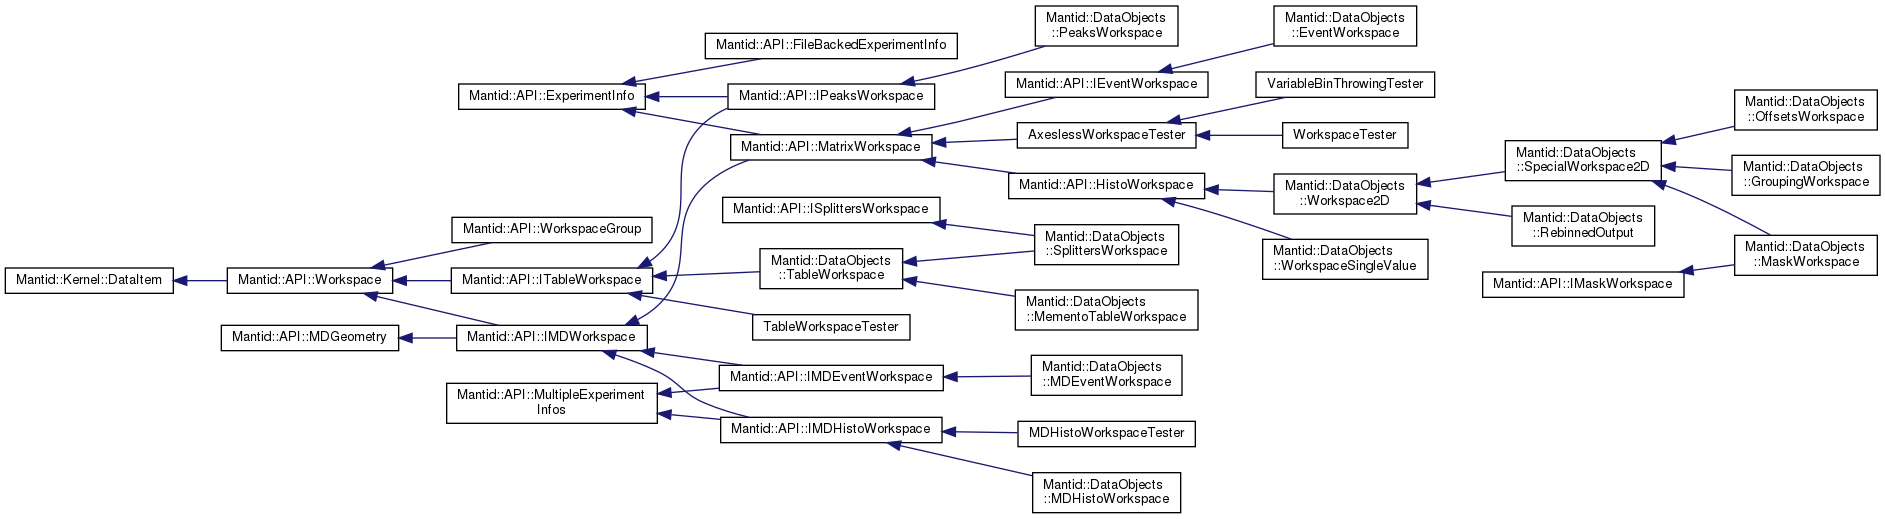 Mantid::Kernel::DataItem
Mantid::API::Workspace
Mantid::API::MDGeometry
Mantid::API::ExperimentInfo
Mantid::API::WorkspaceGroup
Mantid::API::ITableWorkspace
Mantid::API::IMDWorkspace
Mantid::API::MultipleExperiment
Infos
Mantid::API::FileBackedExperimentInfo
Mantid::API::IPeaksWorkspace
Mantid::API::MatrixWorkspace
Mantid::API::ISplittersWorkspace
Mantid::DataObjects
::TableWorkspace
TableWorkspaceTester
Mantid::API::IMDEventWorkspace
Mantid::API::IMDHistoWorkspace
Mantid::DataObjects
::PeaksWorkspace
Mantid::API::IEventWorkspace
AxeslessWorkspaceTester
Mantid::API::HistoWorkspace
Mantid::DataObjects
::SplittersWorkspace
Mantid::DataObjects
::MementoTableWorkspace
Mantid::DataObjects
::MDEventWorkspace
MDHistoWorkspaceTester
Mantid::DataObjects
::MDHistoWorkspace
Mantid::DataObjects
::EventWorkspace
VariableBinThrowingTester
WorkspaceTester
Mantid::DataObjects
::Workspace2D
Mantid::DataObjects
::WorkspaceSingleValue
Mantid::DataObjects
::SpecialWorkspace2D
Mantid::DataObjects
::RebinnedOutput
Mantid::API::IMaskWorkspace
Mantid::DataObjects
::OffsetsWorkspace
Mantid::DataObjects
::GroupingWorkspace
Mantid::DataObjects
::MaskWorkspace